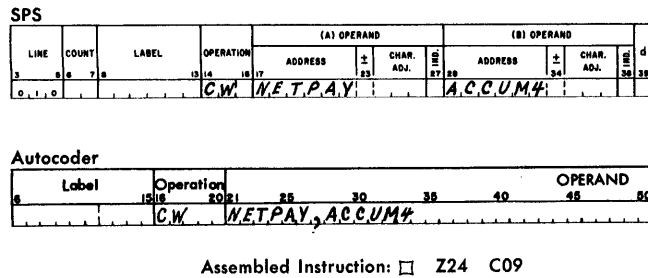 SPS
(A) OPERAND (B) OPERAND
LINE COUNT LABEL OPERATION ADDRESS ± CHAR. ADJ. IND. ADDRESS ± CHAR. ADJ. IND. d
3 5 6 7 8 13 14 16 17 23 27 28 34 38 39
0 1 0 CW NETPAY ACCUM4
Autocoder
Label Operation OPERAND
6 15 16 20 21 25 30 35 40 45 50
CW NETPAY,ACCUM4
Assembled Instruction: □ Z24 C09